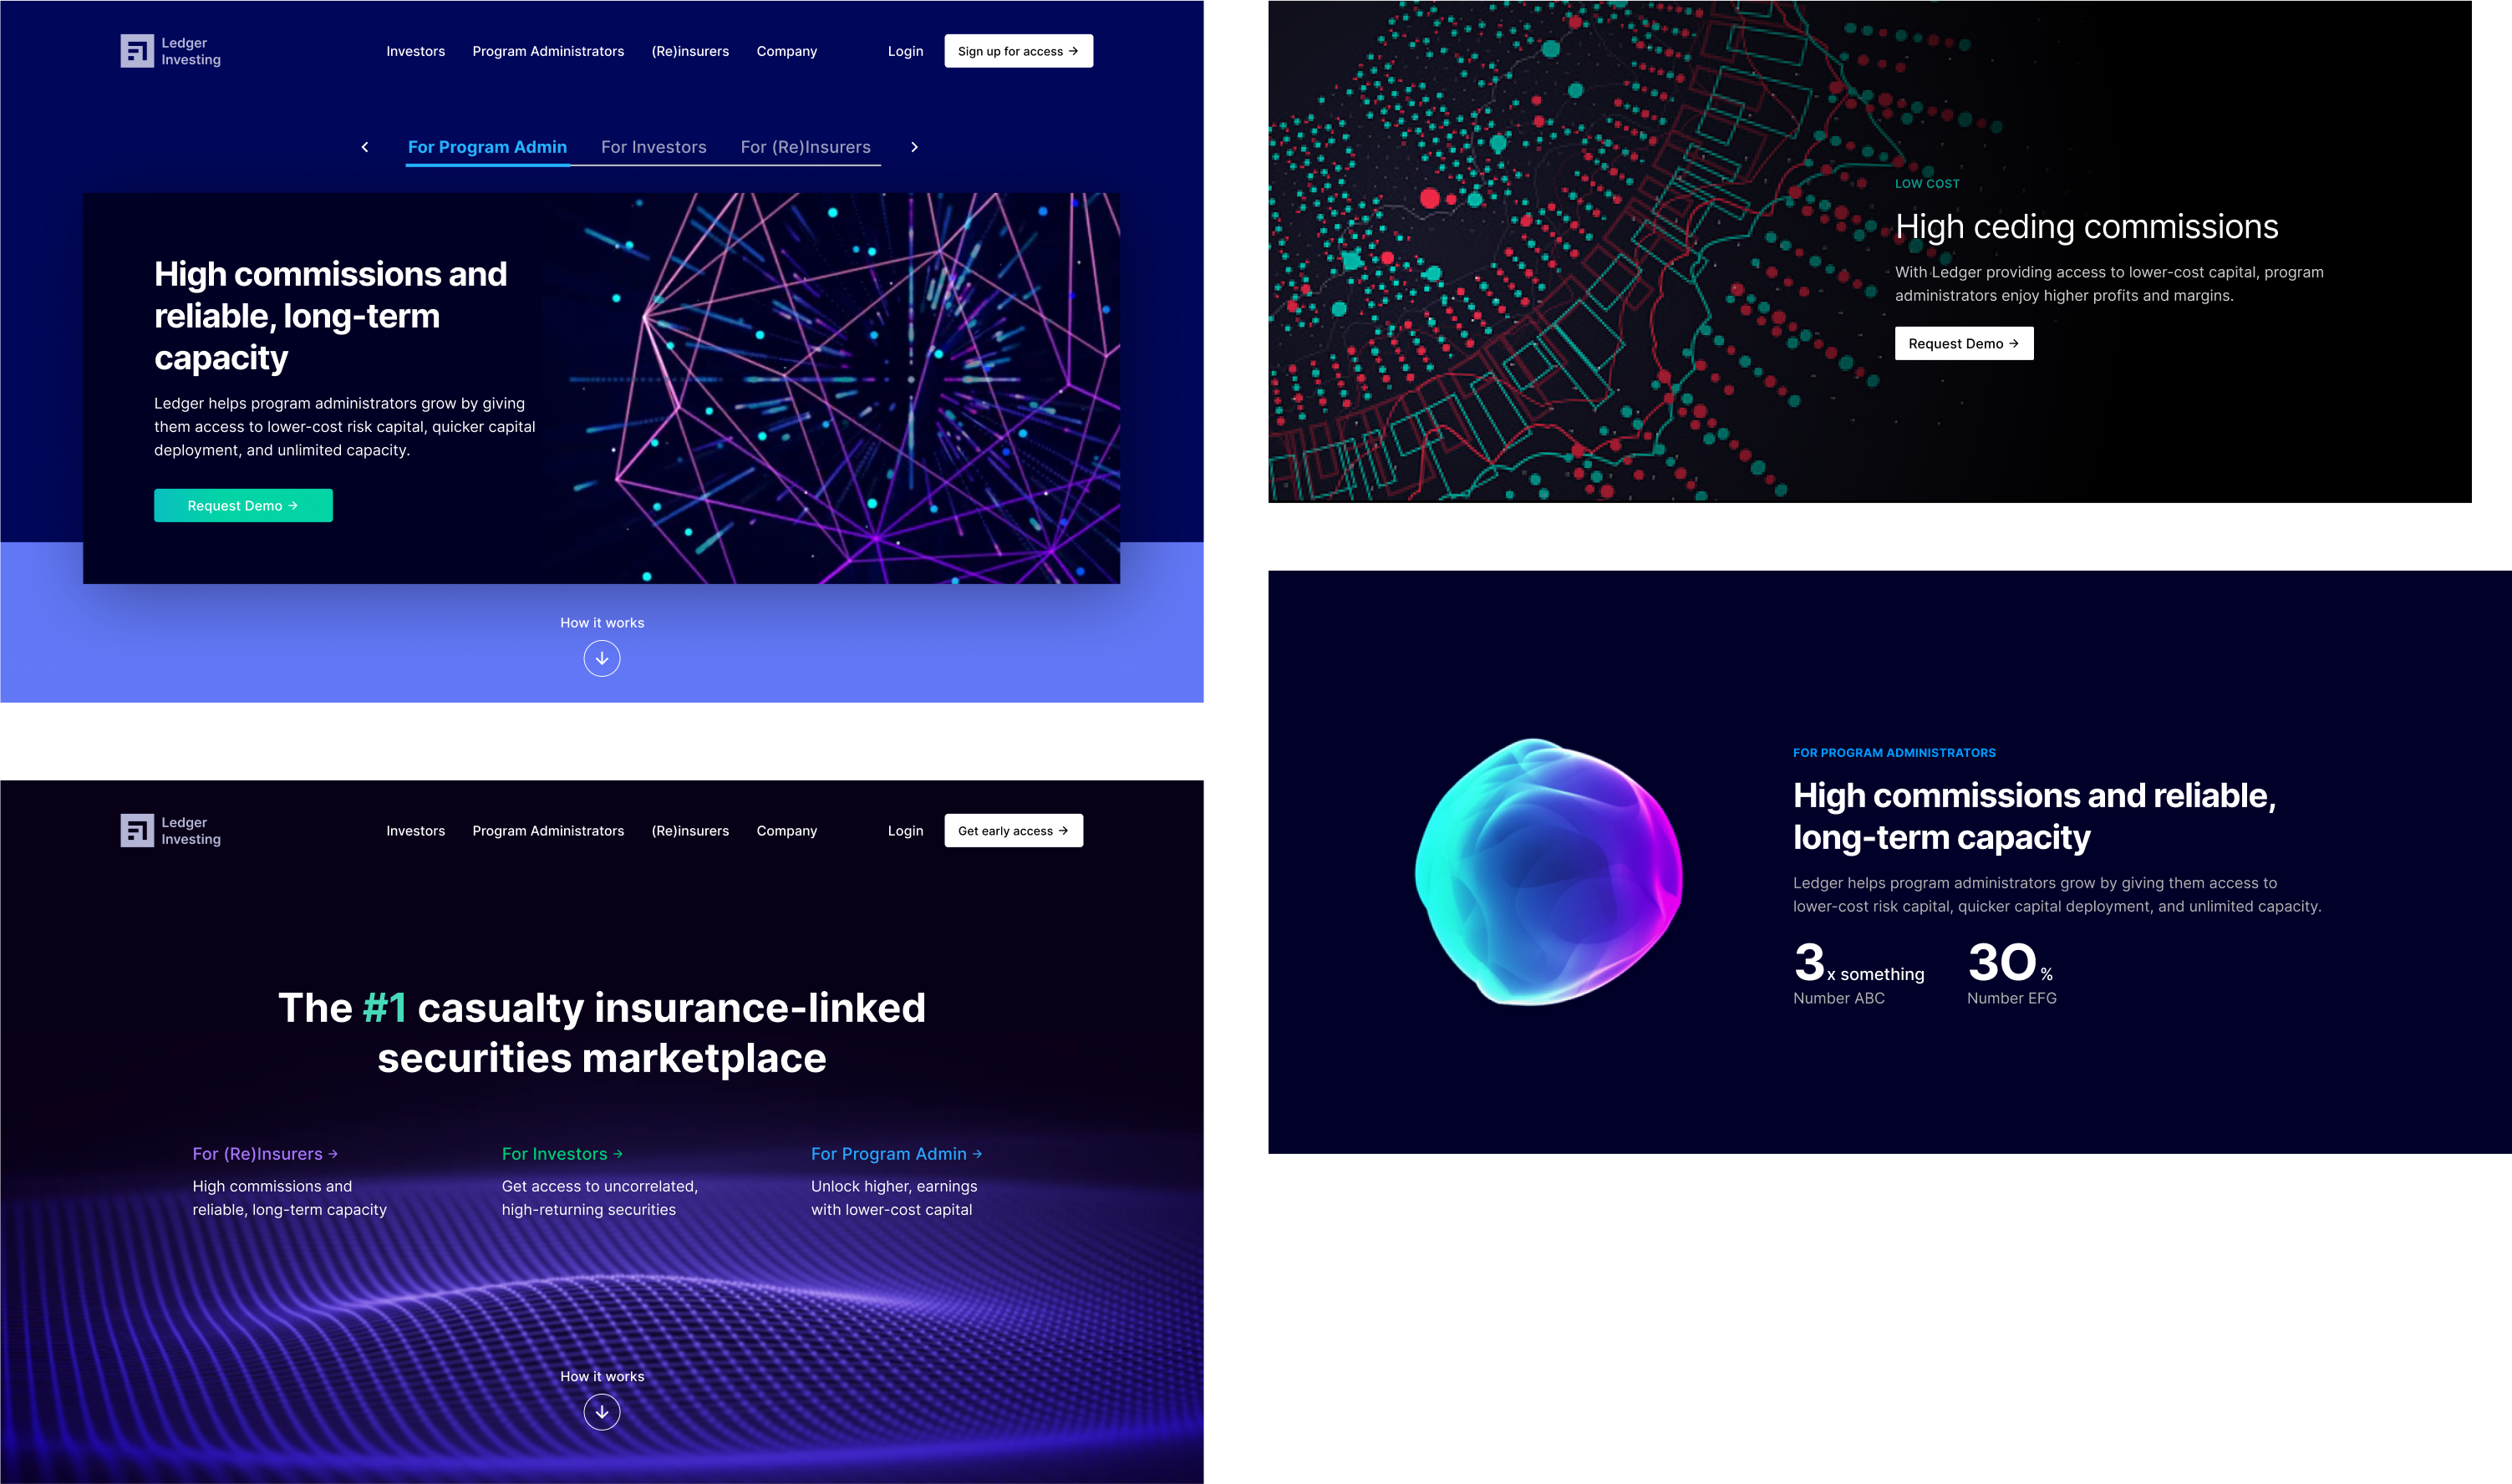 Ledger
Investing
Investors Program Administrators (Re)insurers Company Login Sign up for access →
For Program Admin For Investors For (Re)Insurers
High commissions and
reliable, long-term
capacity
Ledger helps program administrators grow by giving
them access to lower-cost risk capital, quicker capital
deployment, and unlimited capacity.
Request Demo →
How it works
LOW COST
High ceding commissions
With Ledger providing access to lower-cost capital, program
administrators enjoy higher profits and margins.
Request Demo →
Ledger
Investing
Investors Program Administrators (Re)insurers Company Login Get early access →
The #1 casualty insurance-linked
securities marketplace
For (Re)Insurers →
High commissions and
reliable, long-term capacity
For Investors →
Get access to uncorrelated,
high-returning securities
For Program Admin →
Unlock higher, earnings
with lower-cost capital
How it works
FOR PROGRAM ADMINISTRATORS
High commissions and reliable,
long-term capacity
Ledger helps program administrators grow by giving them access to
lower-cost risk capital, quicker capital deployment, and unlimited capacity.
3x something
Number ABC
30%
Number EFG